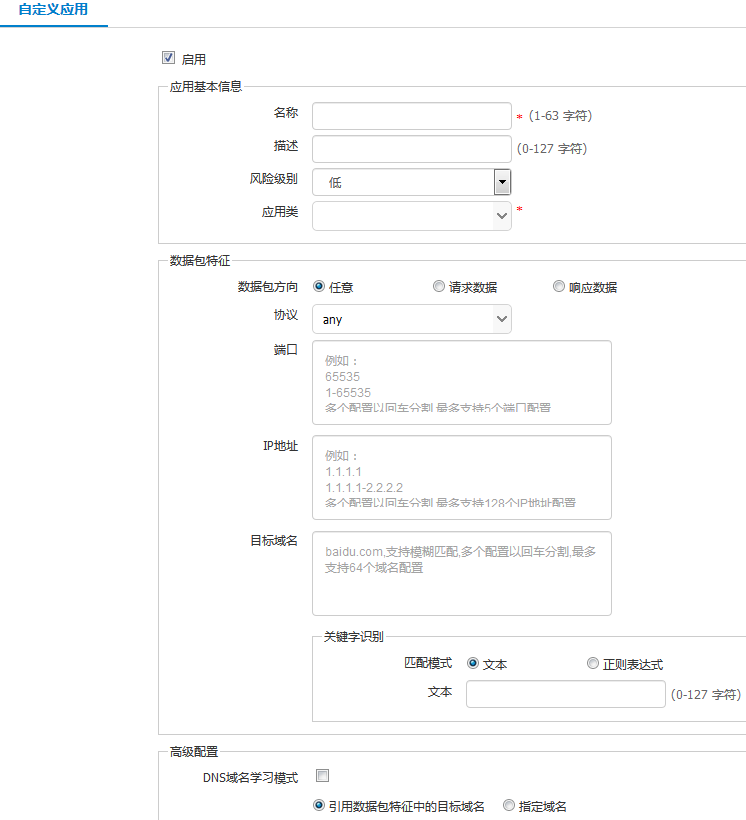 自定义应用
启用
应用基本信息
名称 * (1-63 字符)
描述 (0-127 字符)
风险级别 低
应用类 *
数据包特征
数据包方向 任意 请求数据 响应数据
协议 any
端口 例如：
65535
1-65535
多个配置以回车分割,最多支持5个端口配置
IP地址 例如：
1.1.1.1
1.1.1.1-2.2.2.2
多个配置以回车分割,最多支持128个IP地址配置
目标域名 baidu.com,支持模糊匹配,多个配置以回车分割,最多
支持64个域名配置
关键字识别
匹配模式 文本 正则表达式
文本 (0-127 字符)
高级配置
DNS域名学习模式
引用数据包特征中的目标域名 指定域名